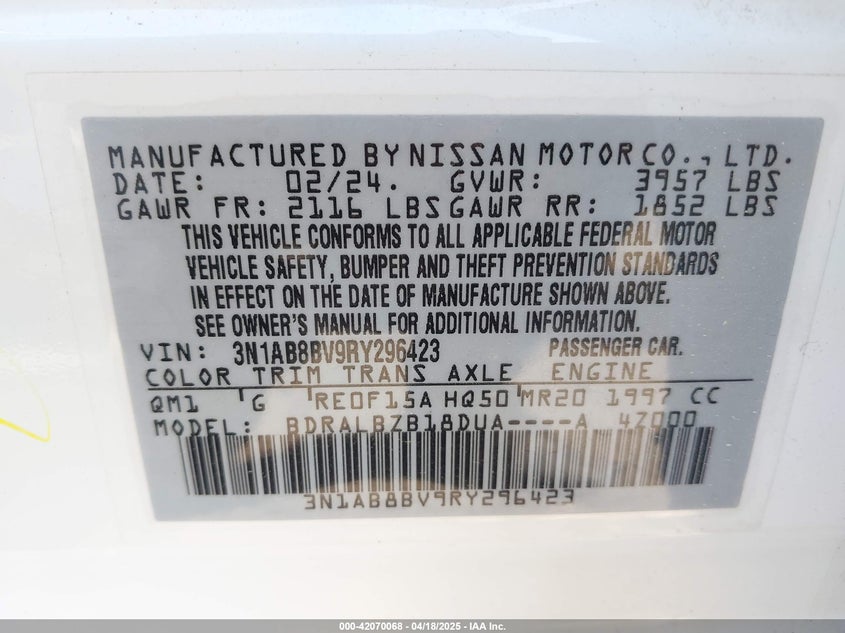 MANUFACTURED BY NISSAN MOTOR CO., LTD.
DATE: 02/24. GVWR: 3957 LBS
GAWR FR: 2116 LBS GAWR RR: 1852 LBS
THIS VEHICLE CONFORMS TO ALL APPLICABLE FEDERAL MOTOR
VEHICLE SAFETY, BUMPER AND THEFT PREVENTION STANDARDS
IN EFFECT ON THE DATE OF MANUFACTURE SHOWN ABOVE.
SEE OWNER'S MANUAL FOR ADDITIONAL INFORMATION.
VIN: 3N1AB8BV9RY296423 PASSENGER CAR.
COLOR TRIM TRANS AXLE ENGINE
QM1 G RE0F15A HQ50 MR20 1997 CC
MODEL: BDRALBZB18DUA----A 4Z000
3N1AB8BV9RY296423
000-42070068 - 04/18/2025 - IAA Inc.